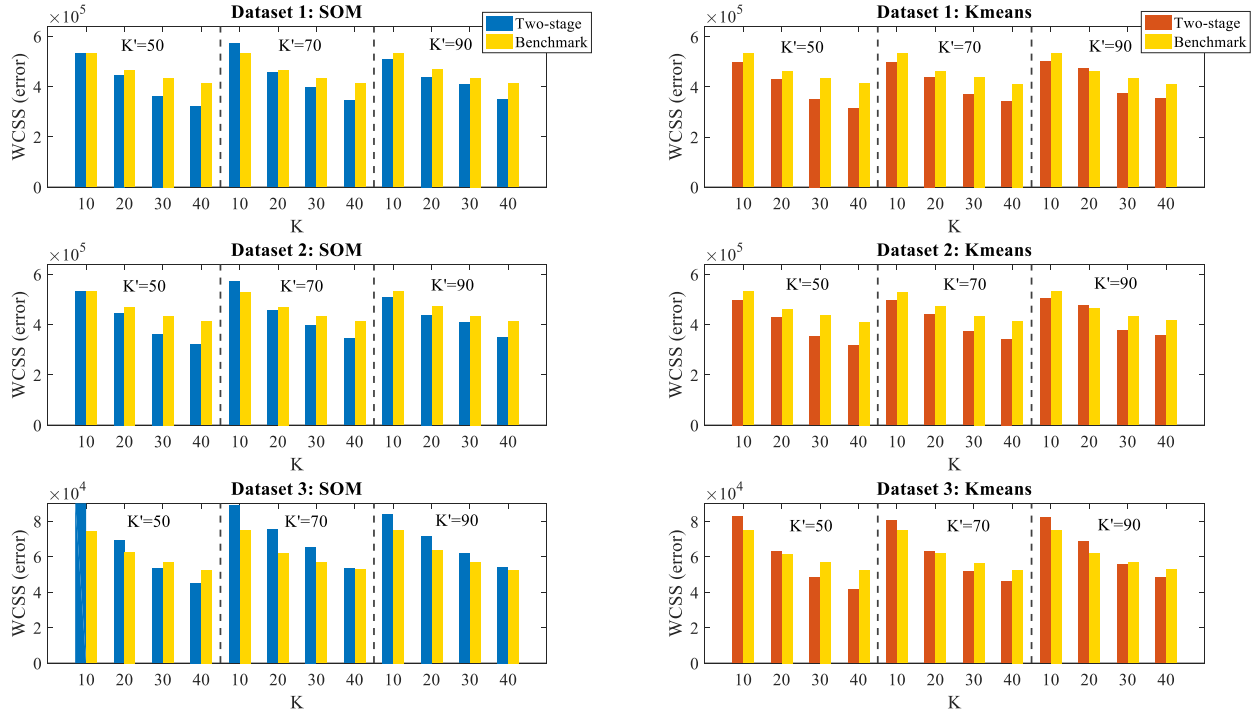 Dataset 1: SOM
×10^5
Two-stage
Benchmark
K'=50
K'=70
K'=90
WCSS (error)
6
4
2
0
10 20 30 40 10 20 30 40 10 20 30 40
K
Dataset 1: Kmeans
×10^5
Two-stage
Benchmark
K'=50
K'=70
K'=90
WCSS (error)
6
4
2
0
10 20 30 40 10 20 30 40 10 20 30 40
K
Dataset 2: SOM
×10^5
K'=50
K'=70
K'=90
WCSS (error)
6
4
2
0
10 20 30 40 10 20 30 40 10 20 30 40
K
Dataset 2: Kmeans
×10^5
K'=50
K'=70
K'=90
WCSS (error)
6
4
2
0
10 20 30 40 10 20 30 40 10 20 30 40
K
Dataset 3: SOM
×10^4
K'=50
K'=70
K'=90
WCSS (error)
8
6
4
2
0
10 20 30 40 10 20 30 40 10 20 30 40
K
Dataset 3: Kmeans
×10^4
K'=50
K'=70
K'=90
WCSS (error)
8
6
4
2
0
10 20 30 40 10 20 30 40 10 20 30 40
K